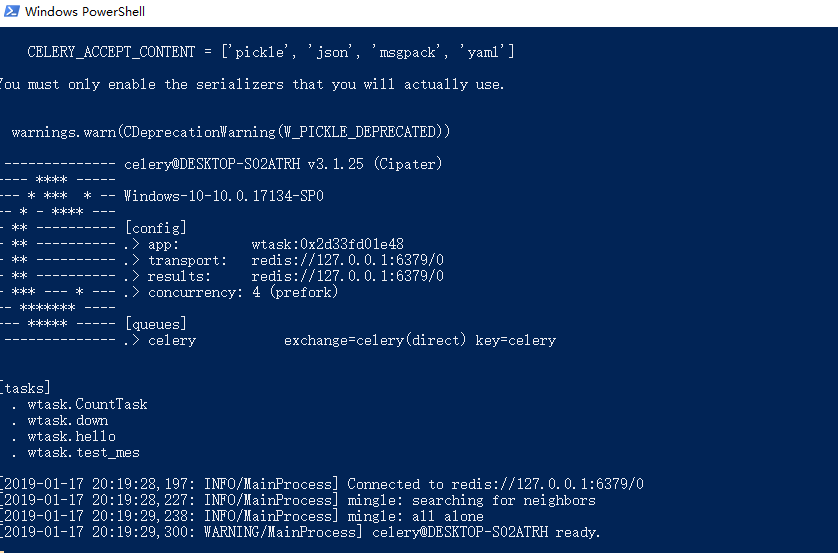 Windows PowerShell
CELERY_ACCEPT_CONTENT = ['pickle', 'json', 'msgpack', 'yaml']
You must only enable the serializers that you will actually use.
warnings.warn(CDeprecationWarning(W_PICKLE_DEPRECATED))
-------------- celery@DESKTOP-S02ATRH v3.1.25 (Cipater)
---- **** -----
--- * ***  * -- Windows-10-10.0.17134-SP0
-- * - **** ---
- ** ---------- [config]
- ** ---------- .> app:         wtask:0x2d33fd01e48
- ** ---------- .> transport:   redis://127.0.0.1:6379/0
- ** ---------- .> results:     redis://127.0.0.1:6379/0
- *** --- * --- .> concurrency: 4 (prefork)
-- ******* ----
--- ***** ----- [queues]
-------------- .> celery           exchange=celery(direct) key=celery
[tasks]
. wtask.CountTask
. wtask.down
. wtask.hello
. wtask.test_mes
[2019-01-17 20:19:28,197: INFO/MainProcess] Connected to redis://127.0.0.1:6379/0
[2019-01-17 20:19:28,227: INFO/MainProcess] mingle: searching for neighbors
[2019-01-17 20:19:29,238: INFO/MainProcess] mingle: all alone
[2019-01-17 20:19:29,300: WARNING/MainProcess] celery@DESKTOP-S02ATRH ready.